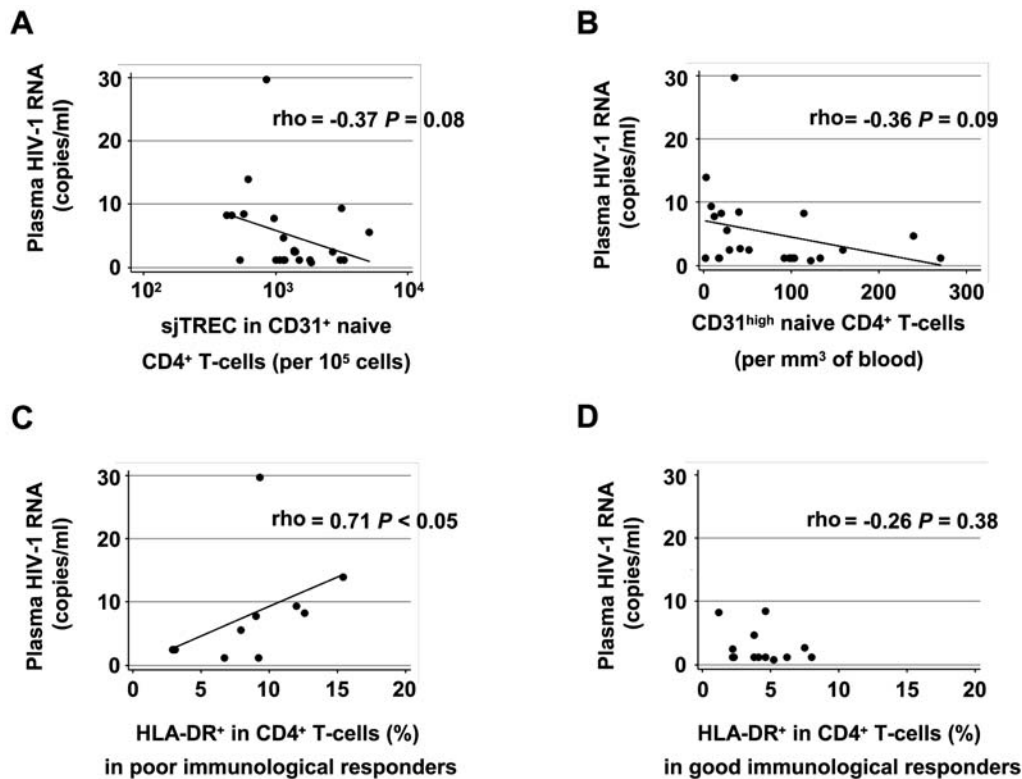 A
Plasma HIV-1 RNA
(copies/ml)
30
20
10
0
rho = -0.37 P = 0.08
10² 10³ 10⁴
sjTREC in CD31⁺ naive
CD4⁺ T-cells (per 10⁵ cells)
B
Plasma HIV-1 RNA
(copies/ml)
30
20
10
0
rho= -0.36 P = 0.09
0 100 200 300
CD31ʰⁱᵍʰ naive CD4⁺ T-cells
(per mm³ of blood)
C
Plasma HIV-1 RNA
(copies/ml)
30
20
10
0
rho = 0.71 P < 0.05
0 5 10 15 20
HLA-DR⁺ in CD4⁺ T-cells (%)
in poor immunological responders
D
Plasma HIV-1 RNA
(copies/ml)
30
20
10
0
rho= -0.26 P = 0.38
0 5 10 15 20
HLA-DR⁺ in CD4⁺ T-cells (%)
in good immunological responders